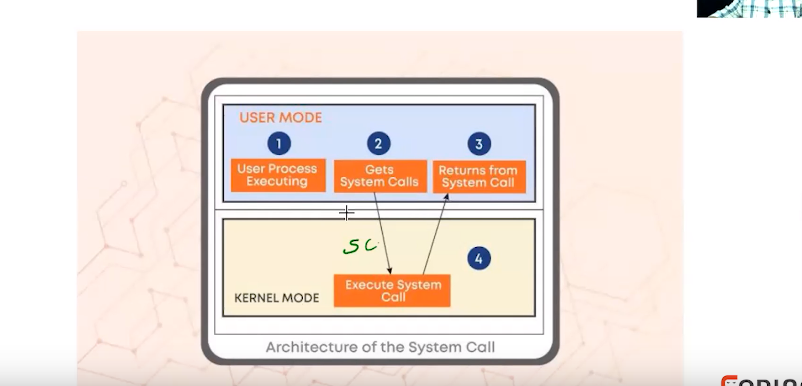 USER MODE
1
2
3
User Process
Executing
Gets
System Calls
Returns from
System Call
SC
4
Execute System
Call
KERNEL MODE
Architecture of the System Call